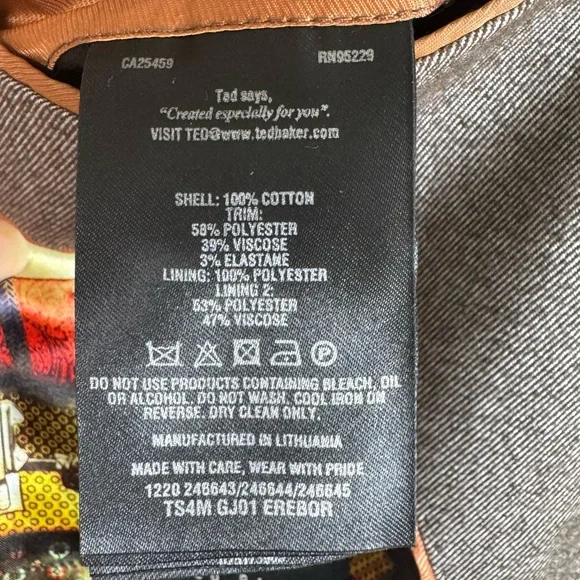 CA25459 RN95229
Ted says,
"Created especially for you".
VISIT TED@www.tedbaker.com
SHELL: 100% COTTON
TRIM:
58% POLYESTER
39% VISCOSE
3% ELASTANE
LINING: 100% POLYESTER
LINING 2:
53% POLYESTER
47% VISCOSE
P
DO NOT USE PRODUCTS CONTAINING BLEACH, OIL
OR ALCOHOL. DO NOT WASH. COOL IRON ON
REVERSE. DRY CLEAN ONLY.
MANUFACTURED IN LITHUANIA
MADE WITH CARE, WEAR WITH PRIDE
1220 246643/246644/246645
TS4M GJ01 EREBOR